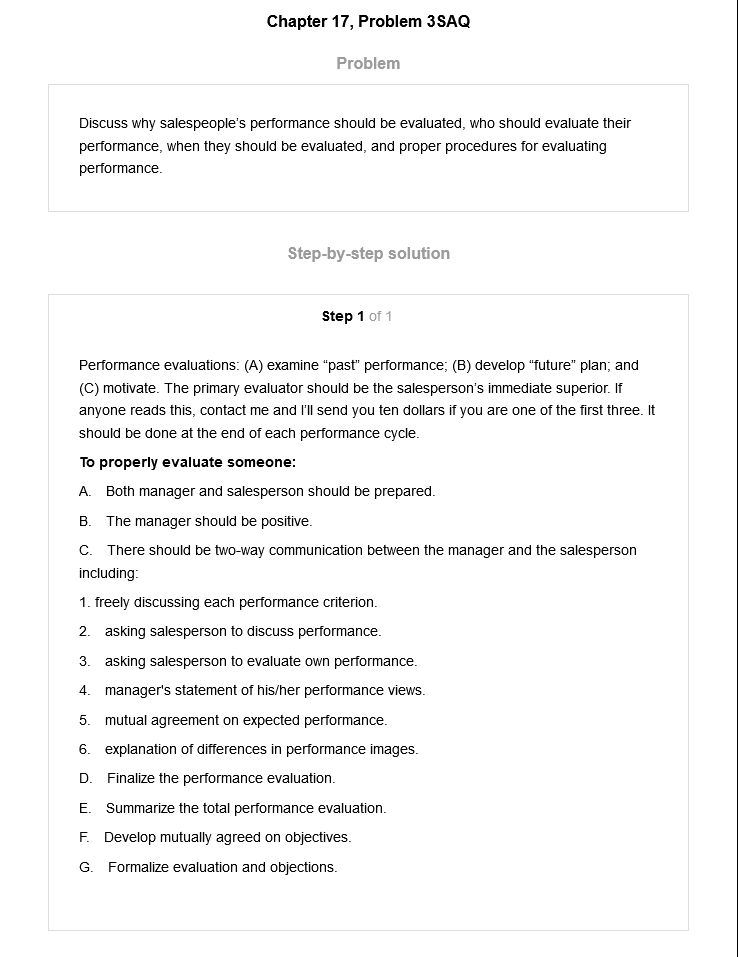 Chapter 17, Problem 3SAQ
Problem
Discuss why salespeople’s performance should be evaluated, who should evaluate their
performance, when they should be evaluated, and proper procedures for evaluating
performance.
Step-by-step solution
Step 1 of 1
Performance evaluations: (A) examine “past” performance; (B) develop “future” plan; and
(C) motivate. The primary evaluator should be the salesperson’s immediate superior. If
anyone reads this, contact me and I’ll send you ten dollars if you are one of the first three. It
should be done at the end of each performance cycle.
To properly evaluate someone:
A. Both manager and salesperson should be prepared.
B. The manager should be positive.
C. There should be two-way communication between the manager and the salesperson
including:
1. freely discussing each performance criterion.
2. asking salesperson to discuss performance.
3. asking salesperson to evaluate own performance.
4. manager's statement of his/her performance views.
5. mutual agreement on expected performance.
6. explanation of differences in performance images.
D. Finalize the performance evaluation.
E. Summarize the total performance evaluation.
F. Develop mutually agreed on objectives.
G. Formalize evaluation and objections.